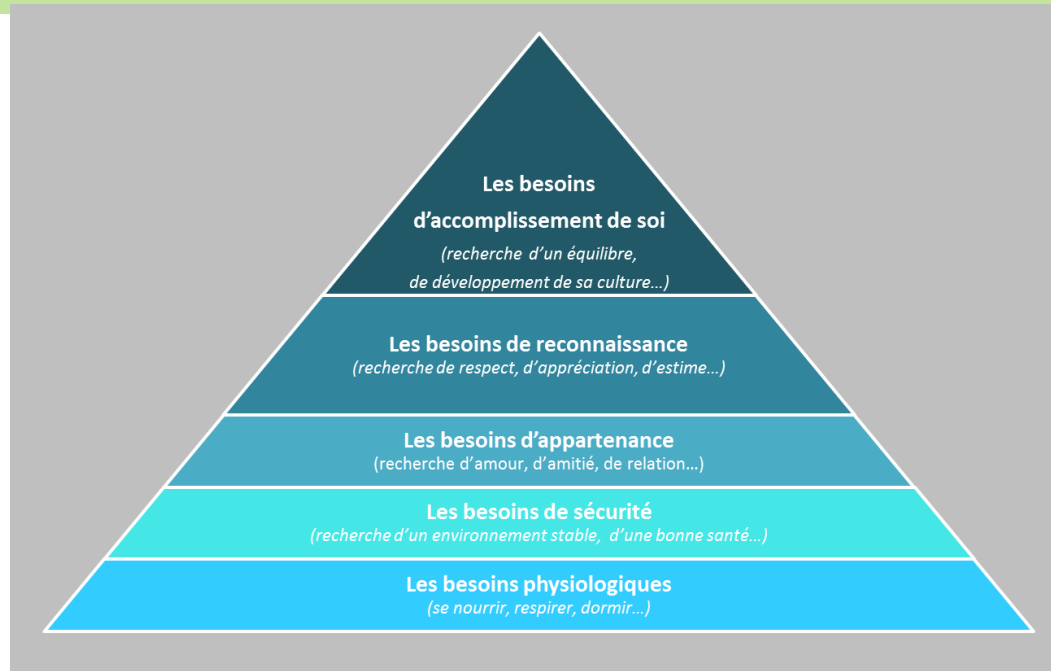 Les besoins
d’accomplissement de soi
(recherche d’un équilibre,
de développement de sa culture…)
Les besoins de reconnaissance
(recherche de respect, d’appréciation, d’estime…)
Les besoins d’appartenance
(recherche d’amour, d’amitié, de relation…)
Les besoins de sécurité
(recherche d’un environnement stable, d’une bonne santé…)
Les besoins physiologiques
(se nourrir, respirer, dormir…)